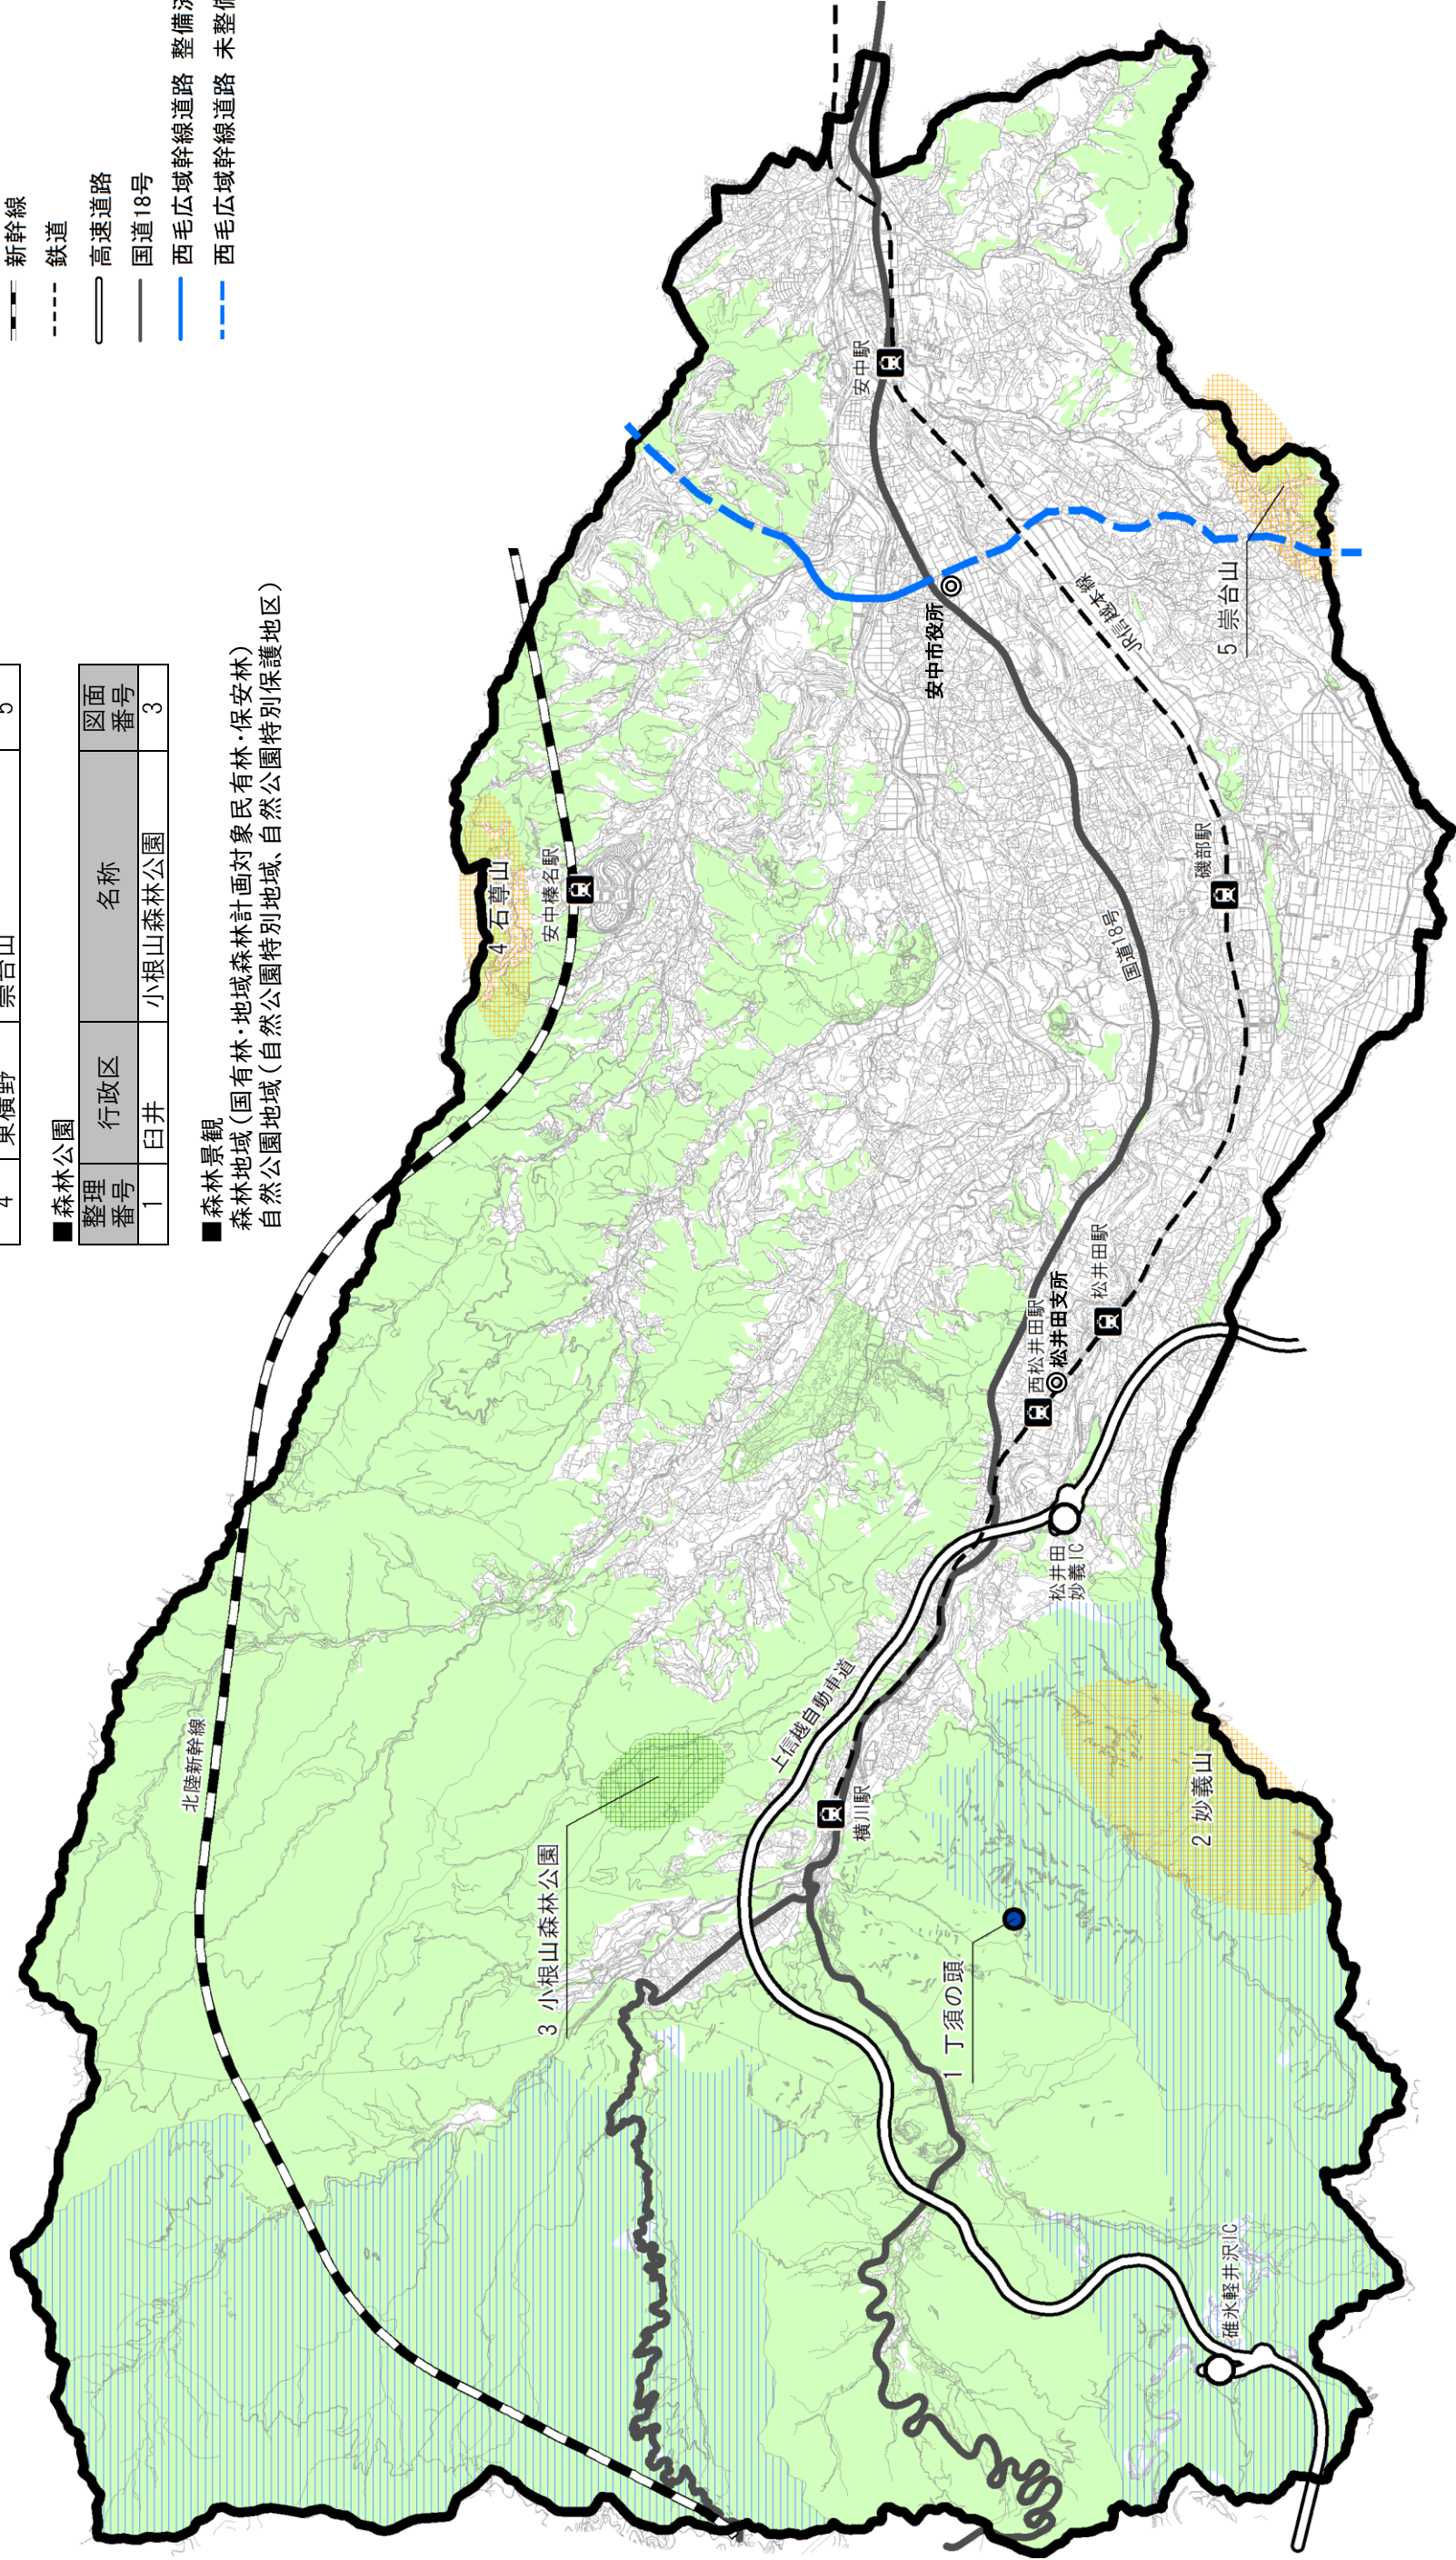 新幹線
鉄道
高速道路
国道18号
西毛広域幹線道路 整備済
西毛広域幹線道路 未整備
4 東横野 崇台山 5
■森林公園
整理番号 行政区 名称 図面番号
1 臼井 小根山森林公園 3
■森林景観
森林地域（国有林・地域森林計画対象民有林・保安林）
自然公園地域（自然公園特別地域、自然公園特別保護地区）
北陸新幹線
4 石尊山
安中榛名駅
3 小根山森林公園
上信越自動車道
横川駅
安中駅
安中市役所
JR信越本線
1 丁須の頭
西松井田駅
松井田支所
松井田駅
松井田
妙義IC
国道18号
磯部駅
5 崇台山
2 妙義山
碓氷軽井沢IC